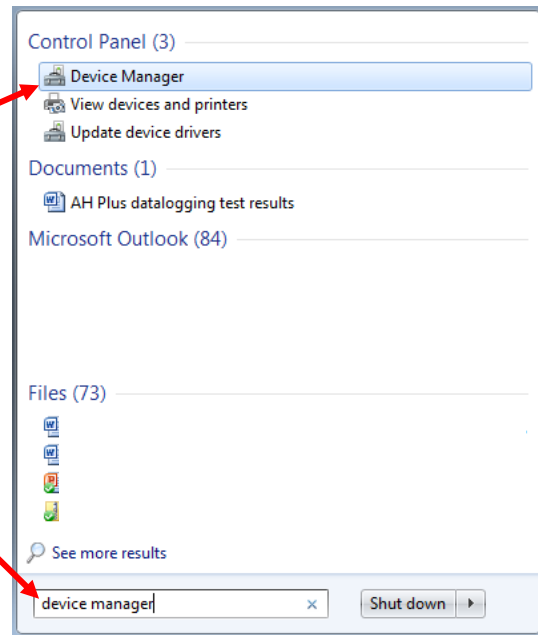 Control Panel (3)
Device Manager
View devices and printers
Update device drivers
Documents (1)
AH Plus datalogging test results
Microsoft Outlook (84)
Files (73)
See more results
device manager
Shut down